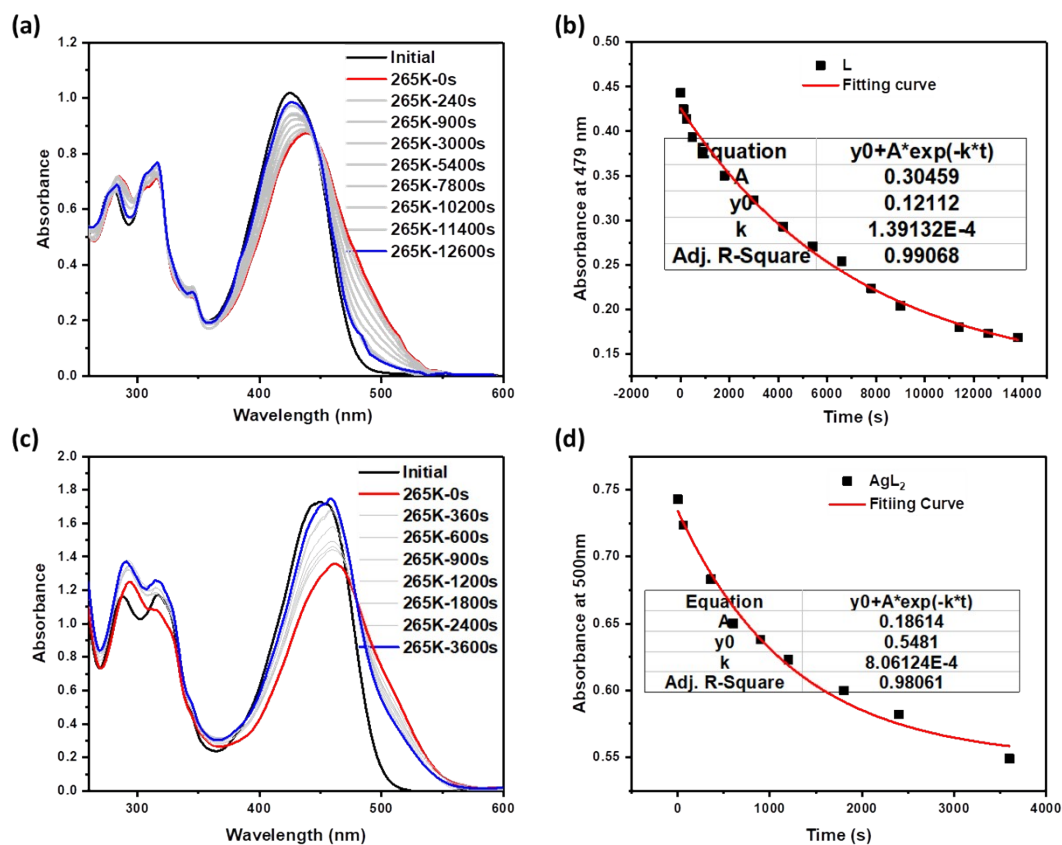 (a)
1.2
1.0
0.8
0.6
0.4
0.2
0.0
Absorbance
300
400
500
600
Wavelength (nm)
Initial
265K-0s
265K-240s
265K-900s
265K-3000s
265K-5400s
265K-7800s
265K-10200s
265K-11400s
265K-12600s
(b)
0.50
0.45
0.40
0.35
0.30
0.25
0.20
0.15
Absorbance at 479 nm
-2000
0
2000
4000
6000
8000
10000
12000
14000
Time (s)
L
Fitting curve
Equation y0+A*exp(-k*t)
A 0.30459
y0 0.12112
k 1.39132E-4
Adj. R-Square 0.99068
(c)
2.0
1.8
1.6
1.4
1.2
1.0
0.8
0.6
0.4
0.2
0.0
Absorbance
300
400
500
600
Wavelength (nm)
Initial
265K-0s
265K-360s
265K-600s
265K-900s
265K-1200s
265K-1800s
265K-2400s
265K-3600s
(d)
0.75
0.70
0.65
0.60
0.55
Absorbance at 500nm
0
1000
2000
3000
4000
Time (s)
AgL₂
Fitiing Curve
Equation y0+A*exp(-k*t)
A 0.18614
y0 0.5481
k 8.06124E-4
Adj. R-Square 0.98061